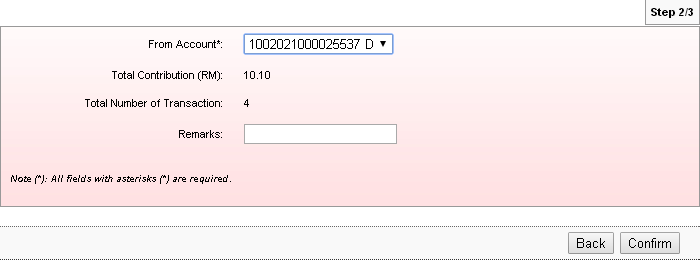 Step 2/3
From Account*: 1002021000025537 D
Total Contribution (RM): 10.10
Total Number of Transaction: 4
Remarks:
Note (*): All fields with asterisks (*) are required.
Back Confirm